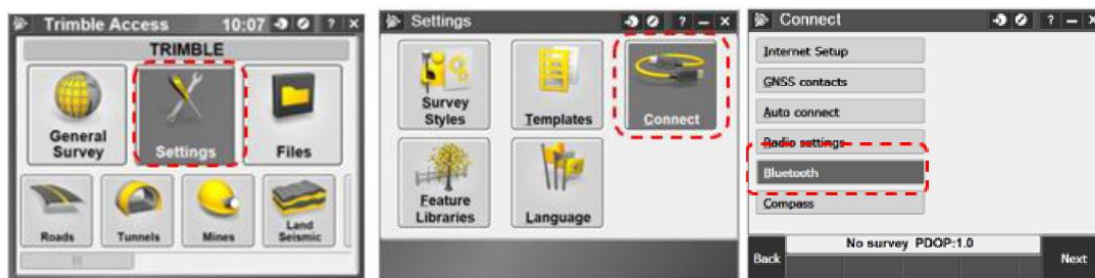 Trimble Access 10:07 ? ×
TRIMBLE
General
Survey
Settings
Files
Roads
Tunnels
Mines
Land
Seismic
Settings ? – ×
Survey
Styles
Templates
Connect
Feature
Libraries
Language
Connect ? – ×
Internet Setup
GNSS contacts
Auto connect
Radio settings
Bluetooth
Compass
No survey PDOP:1.0
Back
Next